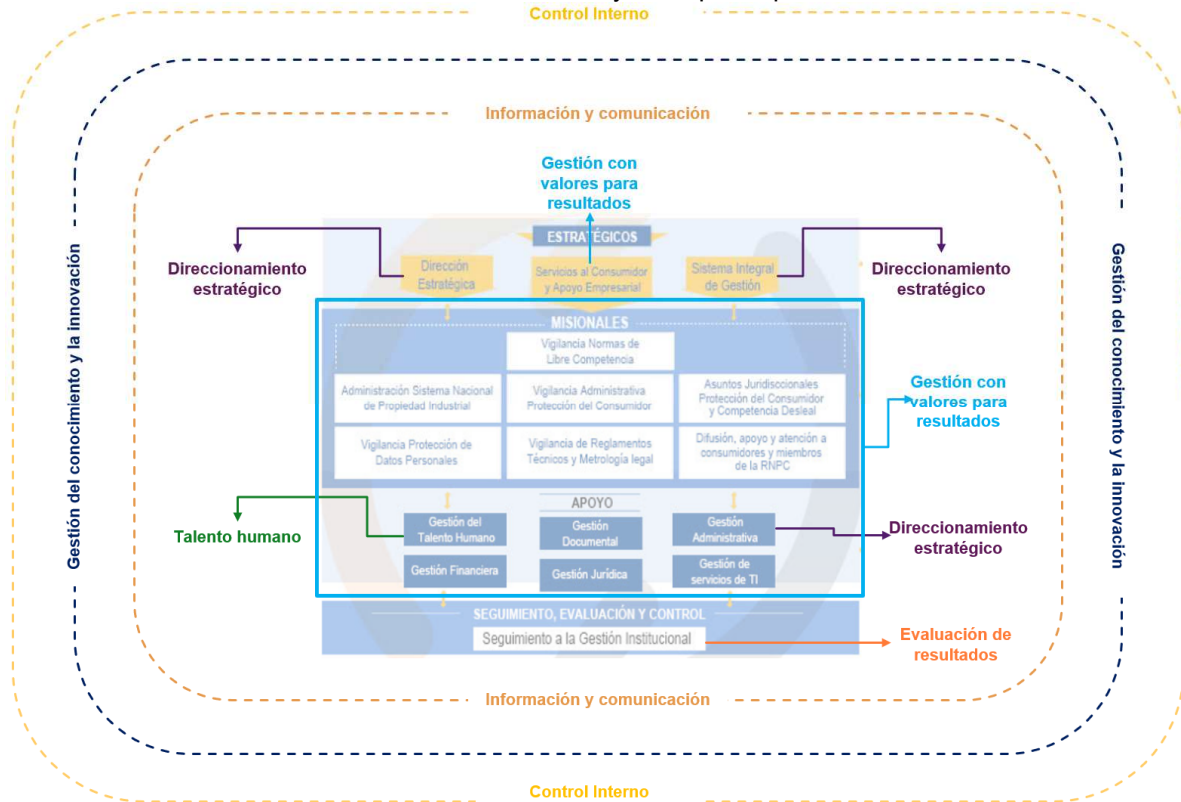 Control Interno
Información y comunicación
Gestión con
valores para
resultados
ESTRATÉGICOS
Direccionamiento
estratégico
Dirección
Estratégica
Servicios al Consumidor
y Apoyo Empresarial
Sistema Integral
de Gestión
Direccionamiento
estratégico
Gestión del conocimiento y la innovación
Gestión del conocimiento y la innovación
MISIONALES
Vigilancia Normas de
Libre Competencia
Administración Sistema Nacional
de Propiedad Industrial
Vigilancia Administrativa
Protección del Consumidor
Asuntos Jurisdiccionales
Protección del Consumidor
y Competencia Desleal
Gestión con
valores para
resultados
Vigilancia Protección de
Datos Personales
Vigilancia de Reglamentos
Técnicos y Metrología legal
Difusión, apoyo y atención a
consumidores y miembros
de la RNPC
APOYO
Talento humano
Gestión del
Talento Humano
Gestión
Documental
Gestión
Administrativa
Direccionamiento
estratégico
Gestión Financiera
Gestión Jurídica
Gestión de
servicios de TI
SEGUIMIENTO, EVALUACIÓN Y CONTROL
Seguimiento a la Gestión Institucional
Evaluación de
resultados
Información y comunicación
Control Interno